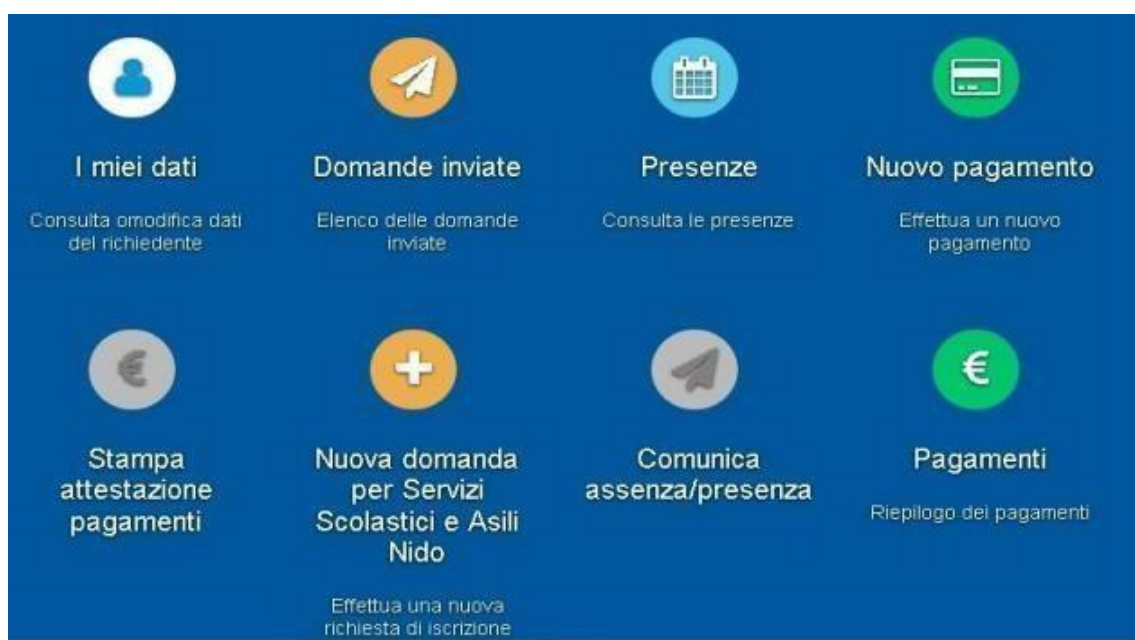 I miei dati
Consulta omodifica dati
del richiedente
Domande inviate
Elenco delle domande
inviate
Presenze
Consulta le presenze
Nuovo pagamento
Effettua un nuovo
pagamento
€
Stampa
attestazione
pagamenti
Nuova domanda
per Servizi
Scolastici e Asili
Nido
Effettua una nuova
richiesta di iscrizione
Comunica
assenza/presenza
€
Pagamenti
Riepilogo dei pagamenti